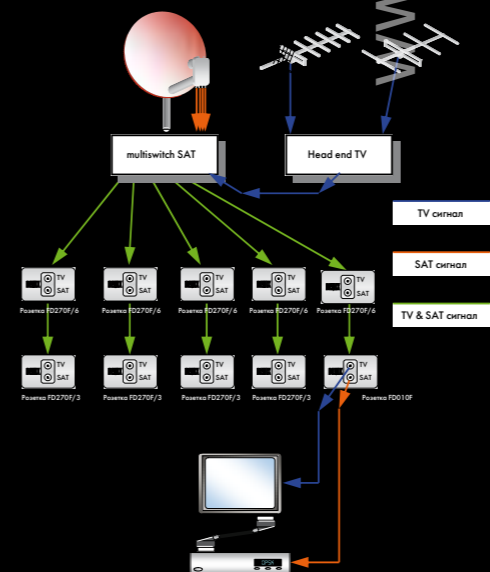 multiswitch SAT
Head end TV
TV сигнал
SAT сигнал
TV & SAT сигнал
TV
SAT
TV
SAT
TV
SAT
TV
SAT
TV
SAT
Розетка FD270F/6
Розетка FD270F/6
Розетка FD270F/6
Розетка FD270F/6
Розетка FD270F/6
TV
SAT
TV
SAT
TV
SAT
TV
SAT
TV
SAT
Розетка FD270F/3
Розетка FD270F/3
Розетка FD270F/3
Розетка FD270F/3
Розетка FD010F